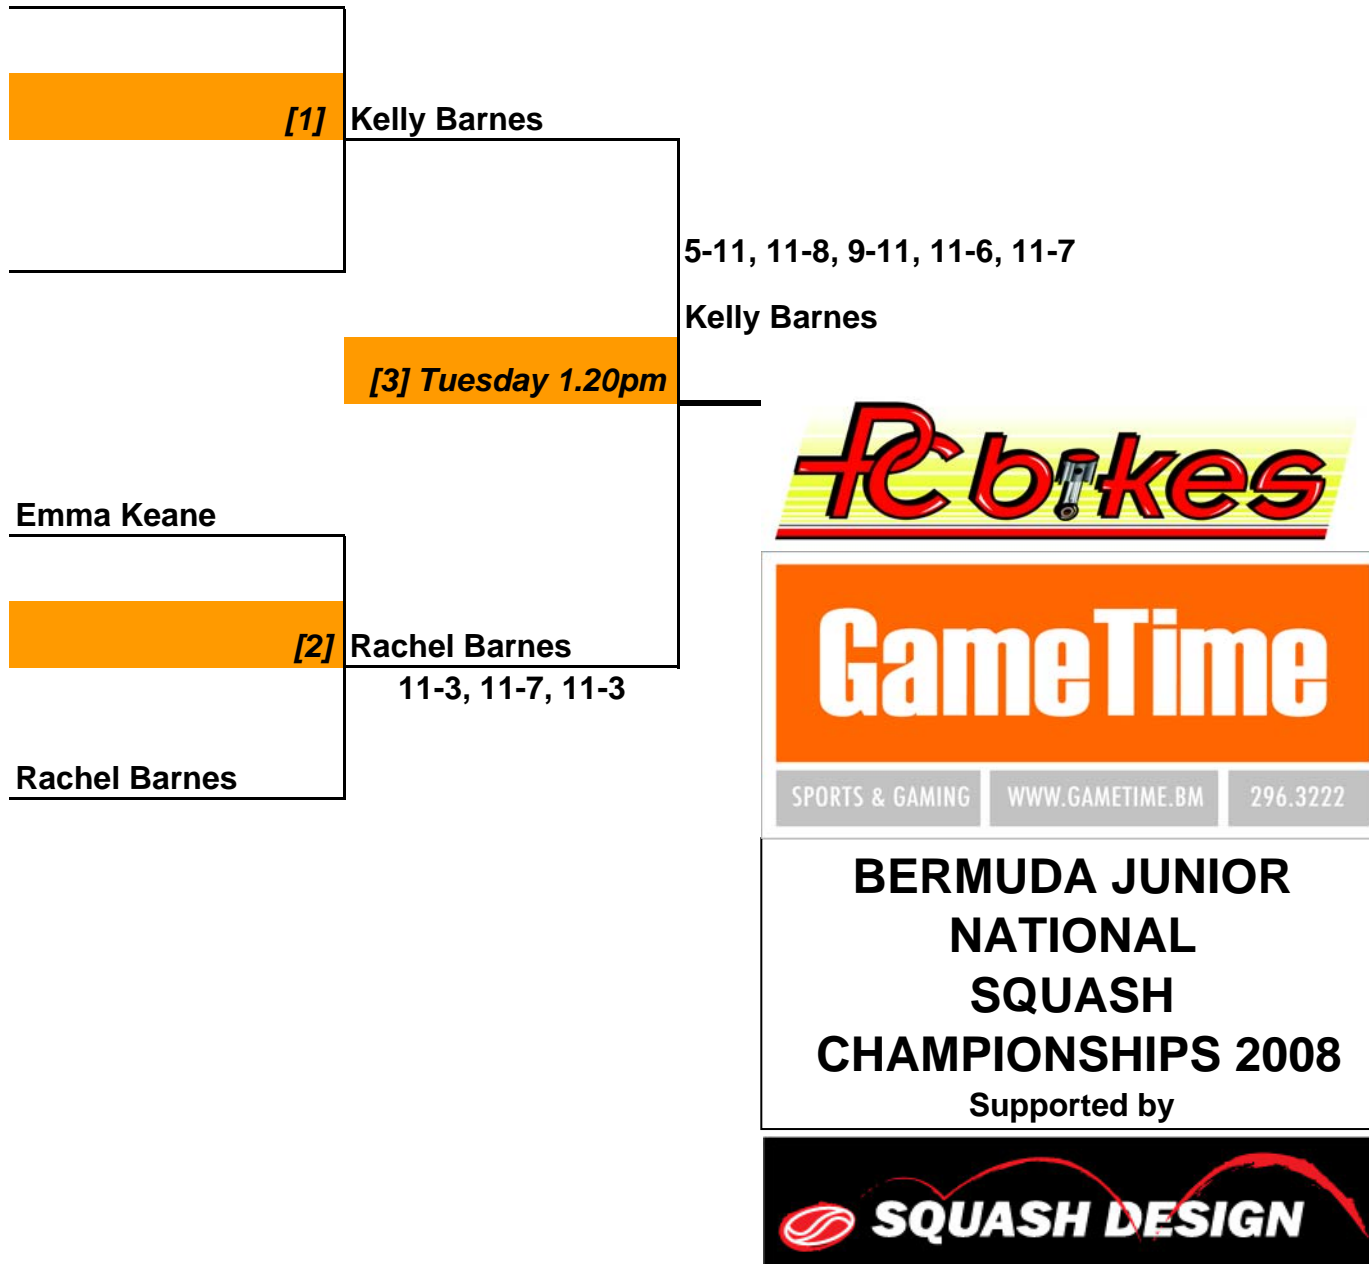 [1] Kelly Barnes
5-11, 11-8, 9-11, 11-6, 11-7
Kelly Barnes
[3] Tuesday 1.20pm
Emma Keane
[2] Rachel Barnes
11-3, 11-7, 11-3
Rachel Barnes
PC bikes
GameTime
SPORTS & GAMING WWW.GAMETIME.BM 296.3222
BERMUDA JUNIOR
NATIONAL
SQUASH
CHAMPIONSHIPS 2008
Supported by
SQUASH DESIGN